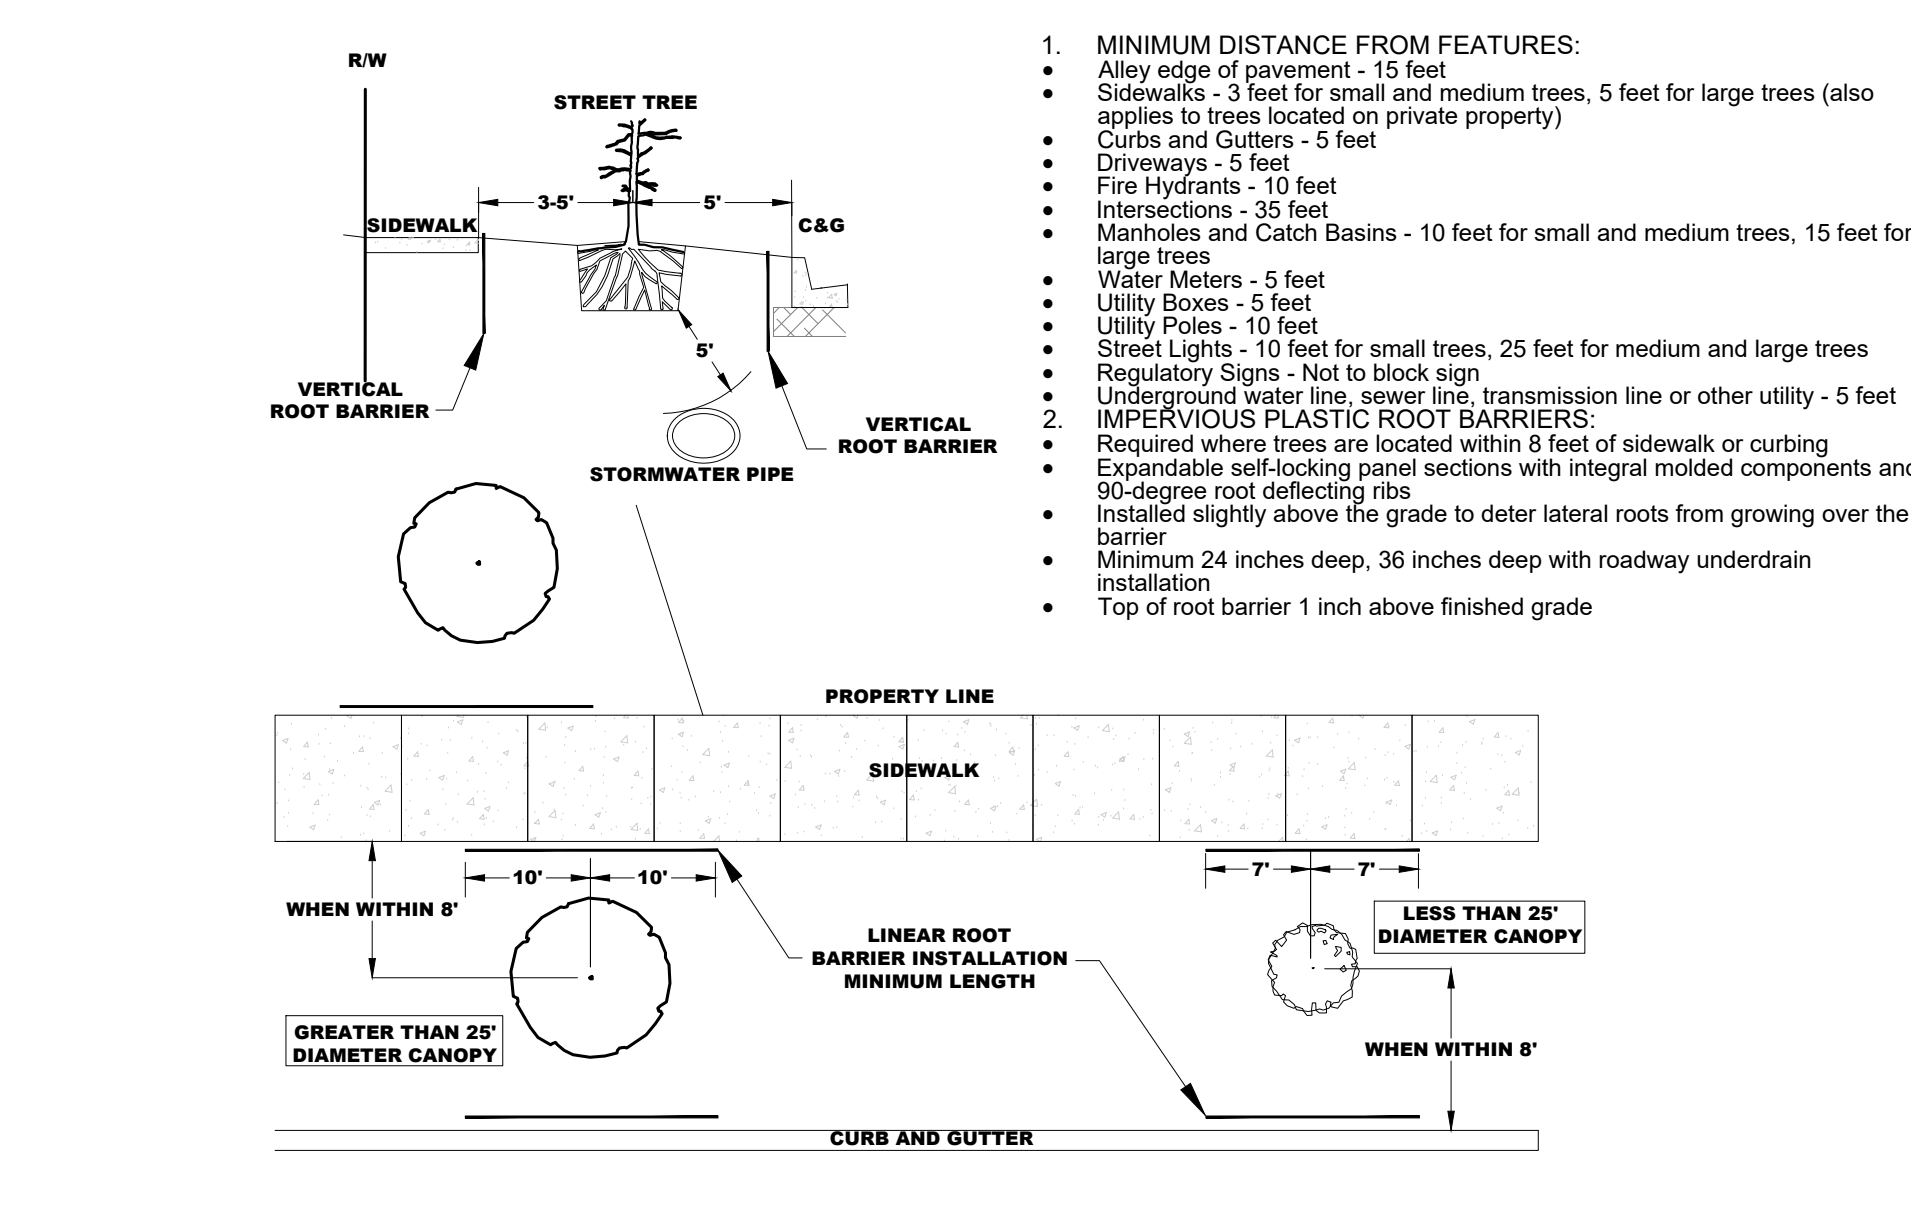 R/W
STREET TREE
3-5'
5'
SIDEWALK
C&G
5'
VERTICAL
ROOT BARRIER
VERTICAL
ROOT BARRIER
STORMWATER PIPE
1. MINIMUM DISTANCE FROM FEATURES:
• Alley edge of pavement - 15 feet
• Sidewalks - 3 feet for small and medium trees, 5 feet for large trees (also
applies to trees located on private property)
• Curbs and Gutters - 5 feet
• Driveways - 5 feet
• Fire Hydrants - 10 feet
• Intersections - 35 feet
• Manholes and Catch Basins - 10 feet for small and medium trees, 15 feet for
large trees
• Water Meters - 5 feet
• Utility Boxes - 5 feet
• Utility Poles - 10 feet
• Street Lights - 10 feet for small trees, 25 feet for medium and large trees
• Regulatory Signs - Not to block sign
• Underground water line, sewer line, transmission line or other utility - 5 feet
2. IMPERVIOUS PLASTIC ROOT BARRIERS:
• Required where trees are located within 8 feet of sidewalk or curbing
• Expandable self-locking panel sections with integral molded components and
90-degree root deflecting ribs
• Installed slightly above the grade to deter lateral roots from growing over the
barrier
• Minimum 24 inches deep, 36 inches deep with roadway underdrain
installation
• Top of root barrier 1 inch above finished grade
PROPERTY LINE
SIDEWALK
10' 10'
7' 7'
WHEN WITHIN 8'
LESS THAN 25'
DIAMETER CANOPY
LINEAR ROOT
BARRIER INSTALLATION
MINIMUM LENGTH
GREATER THAN 25'
DIAMETER CANOPY
WHEN WITHIN 8'
CURB AND GUTTER